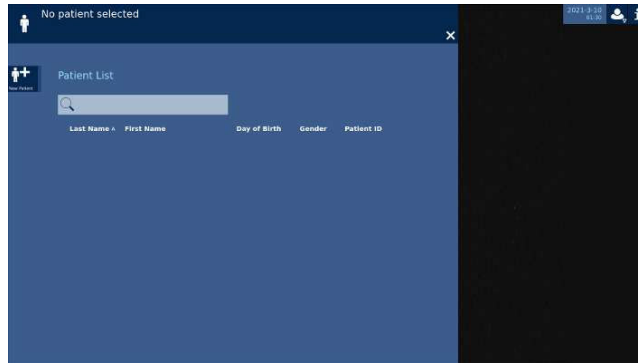 No patient selected
2021-3-10
New Patient
Patient List
Last Name First Name Day of Birth Gender Patient ID